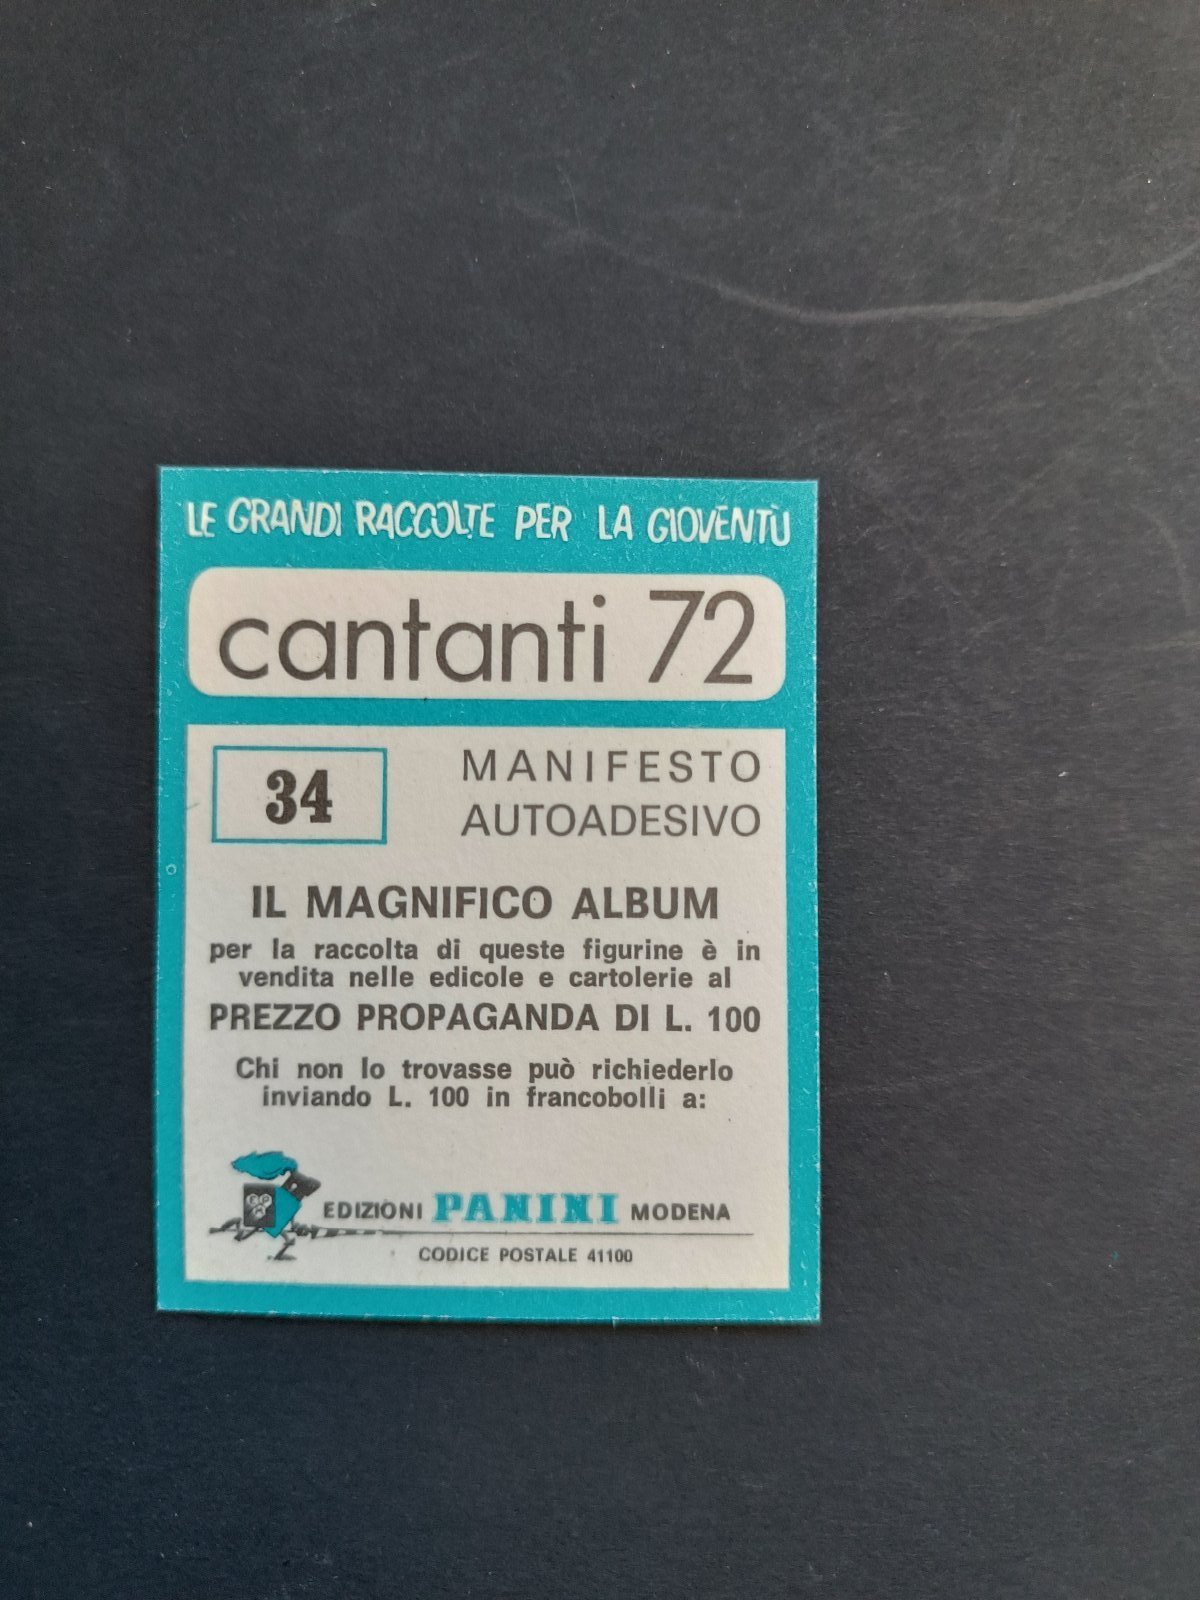 LE GRANDI RACCOLTE PER LA GIOVENTÙ
cantanti 72
34
MANIFESTO
AUTOADESIVO
IL MAGNIFICO ALBUM
per la raccolta di queste figurine è in
vendita nelle edicole e cartolerie al
PREZZO PROPAGANDA DI L. 100
Chi non lo trovasse può richiederlo
inviando L. 100 in francobolli a:
EDIZIONI PANINI MODENA
CODICE POSTALE 41100